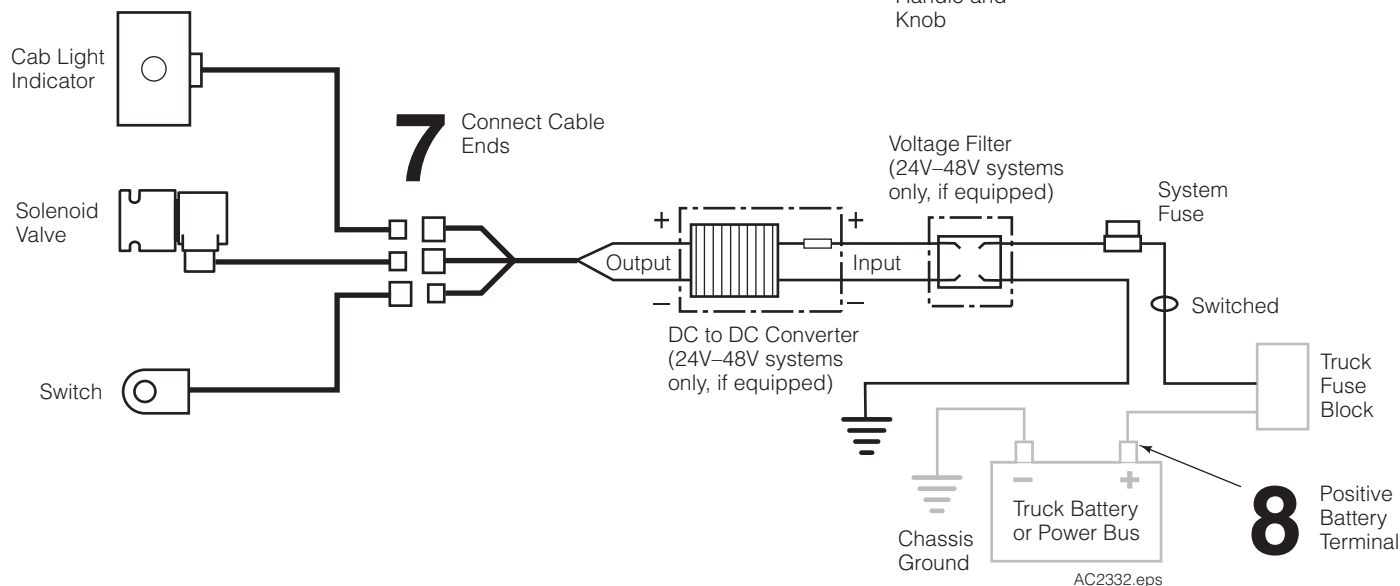 Handle and
Knob
Cab Light
Indicator
7
Connect Cable
Ends
Voltage Filter
(24V–48V systems
only, if equipped)
System
Fuse
Solenoid
Valve
+
+
Output
Input
—
—
Switched
DC to DC Converter
(24V–48V systems
only, if equipped)
Switch
Truck
Fuse
Block
–
+
Truck Battery
or Power Bus
Chassis
Ground
8
Positive
Battery
Terminal
AC2332.eps